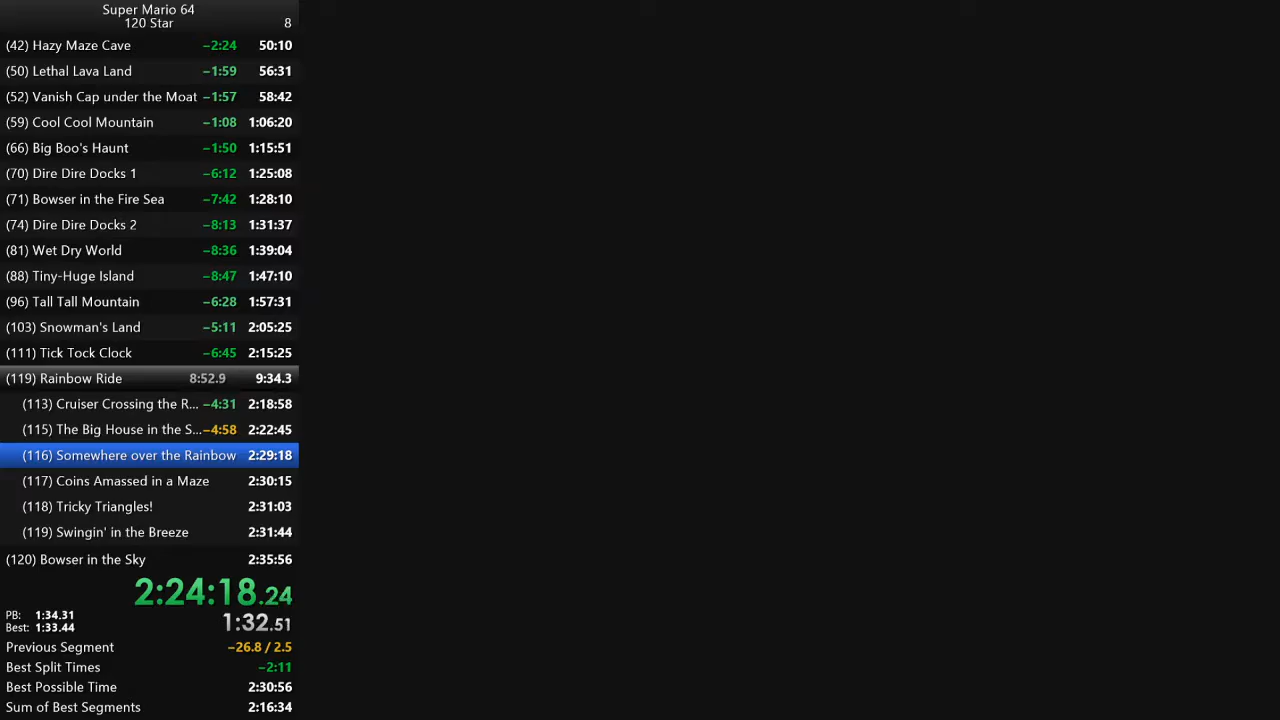 Super Mario 64
120 Star 8
(42) Hazy Maze Cave −2:24 50:10
(50) Lethal Lava Land −1:59 56:31
(52) Vanish Cap under the Moat −1:57 58:42
(59) Cool Cool Mountain −1:08 1:06:20
(66) Big Boo's Haunt −1:50 1:15:51
(70) Dire Dire Docks 1 −6:12 1:25:08
(71) Bowser in the Fire Sea −7:42 1:28:10
(74) Dire Dire Docks 2 −8:13 1:31:37
(81) Wet Dry World −8:36 1:39:04
(88) Tiny-Huge Island −8:47 1:47:10
(96) Tall Tall Mountain −6:28 1:57:31
(103) Snowman's Land −5:11 2:05:25
(111) Tick Tock Clock −6:45 2:15:25
(119) Rainbow Ride 8:52.9 9:34.3
(113) Cruiser Crossing the R... −4:31 2:18:58
(115) The Big House in the S... −4:58 2:22:45
(116) Somewhere over the Rainbow 2:29:18
(117) Coins Amassed in a Maze 2:30:15
(118) Tricky Triangles! 2:31:03
(119) Swingin' in the Breeze 2:31:44
(120) Bowser in the Sky 2:35:56
2:24:18.24
PB: 1:34.31
Best: 1:33.44
1:32.51
Previous Segment −26.8 / 2.5
Best Split Times −2:11
Best Possible Time 2:30:56
Sum of Best Segments 2:16:34